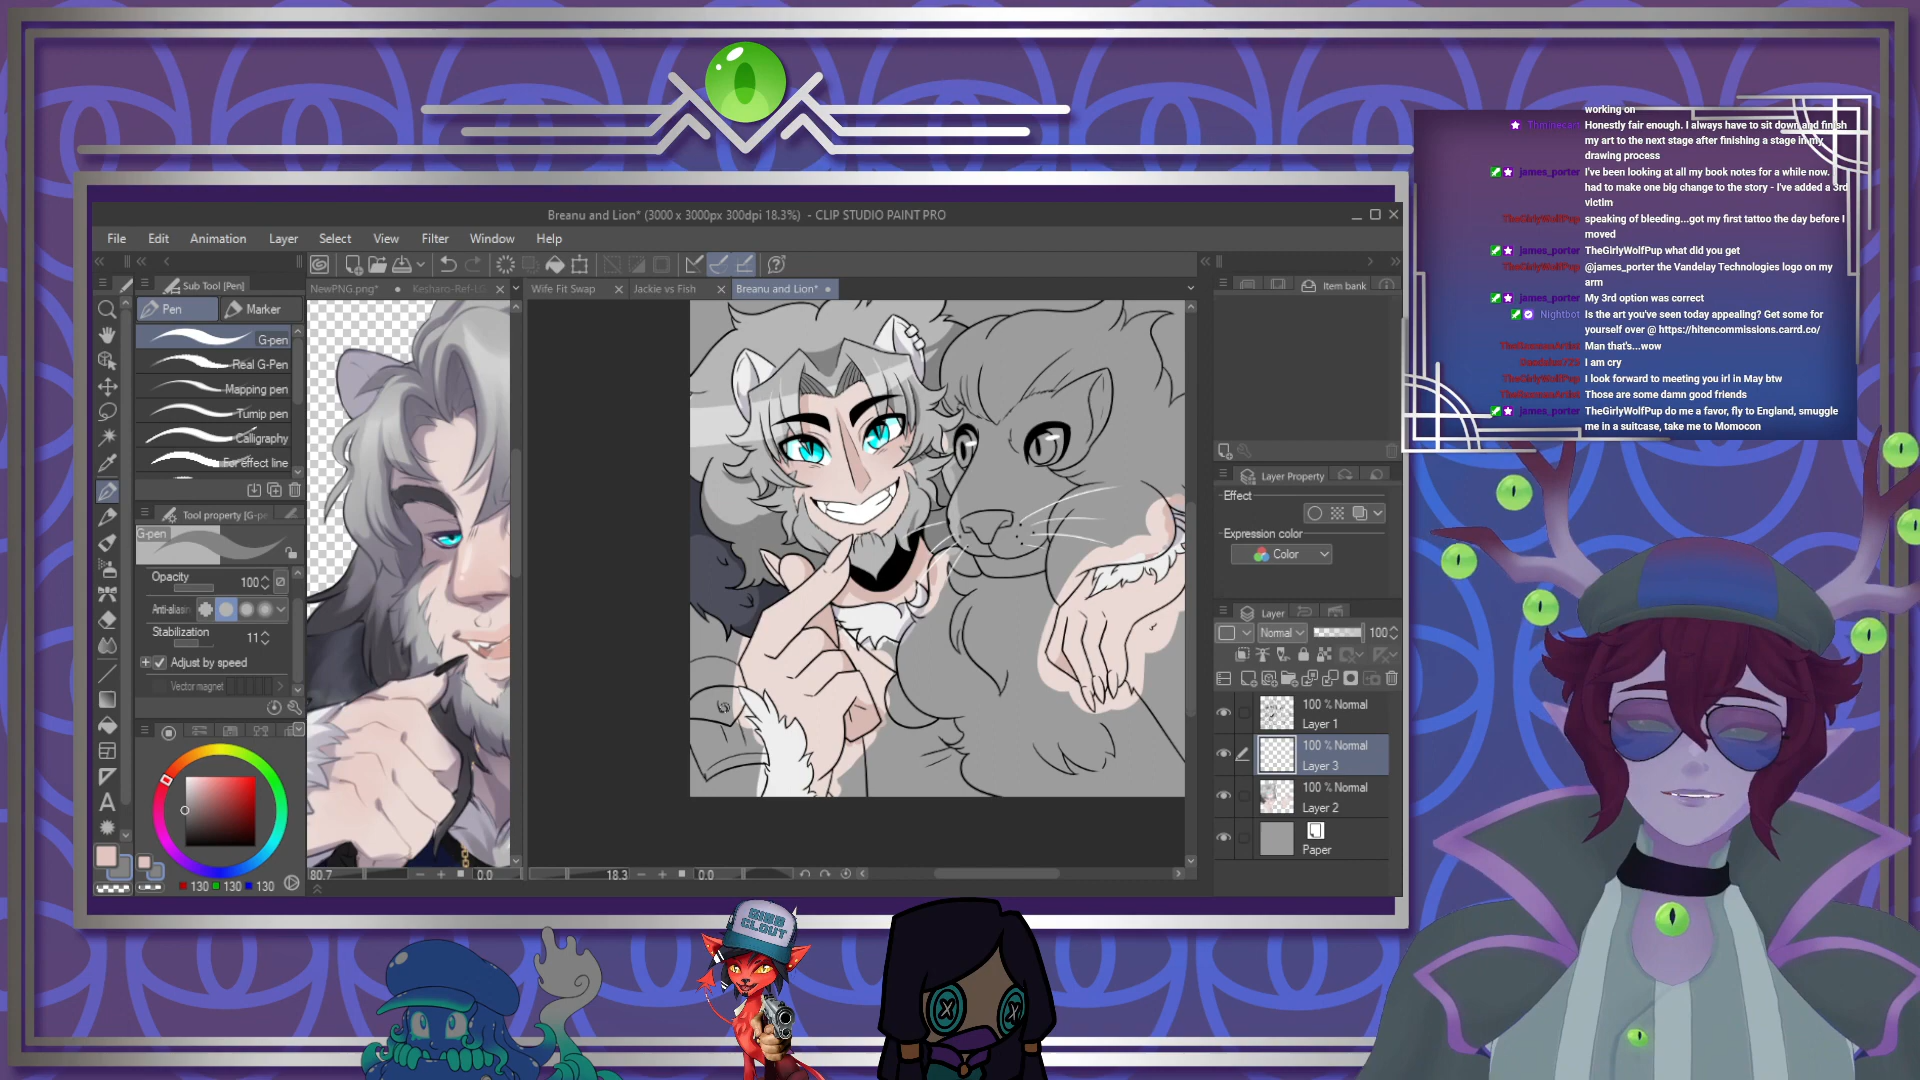 Breanu and Lion* (3000 x 3000px 300dpi 18.3%) - CLIP STUDIO PAINT PRO
File Edit Animation Layer Select View Filter Window Help
Sub Tool [Pen]
Pen Marker
G-pen
Real G-Pen
Mapping pen
Turnip pen
Calligraphy
For effect line
Tool property [G-pe
G-pen
Opacity 100
Anti-aliasin
Stabilization 11
Adjust by speed
Vector magnet
130 130 130
NewPNG.png* Kesharo-Ref-LG Wife Fit Swap Jackie vs Fish Breanu and Lion*
80.7 0.0 18.3 0.0
Item bank
Layer Property
Effect
Expression color
Color
Layer
Normal 100
100 % Normal
Layer 1
100 % Normal
Layer 3
100 % Normal
Layer 2
Paper
working on
Thminecart Honestly fair enough. I always have to sit down and finish
my art to the next stage after finishing a stage in my
drawing process
james_porter I've been looking at all my book notes for a while now.
had to make one big change to the story - I've added a 3rd
victim
TheGirlyWolfPup speaking of bleeding...got my first tattoo the day before I
moved
james_porter TheGirlyWolfPup what did you get
TheGirlyWolfPup @james_porter the Vandelay Technologies logo on my
arm
james_porter My 3rd option was correct
Nightbot Is the art you've seen today appealing? Get some for
yourself over @ https://hitencommissions.carrd.co/
Man that's...wow
I am cry
TheGirlyWolfPup I look forward to meeting you irl in May btw
Those are some damn good friends
james_porter TheGirlyWolfPup do me a favor, fly to England, smuggle
me in a suitcase, take me to Momocon
CLOUT